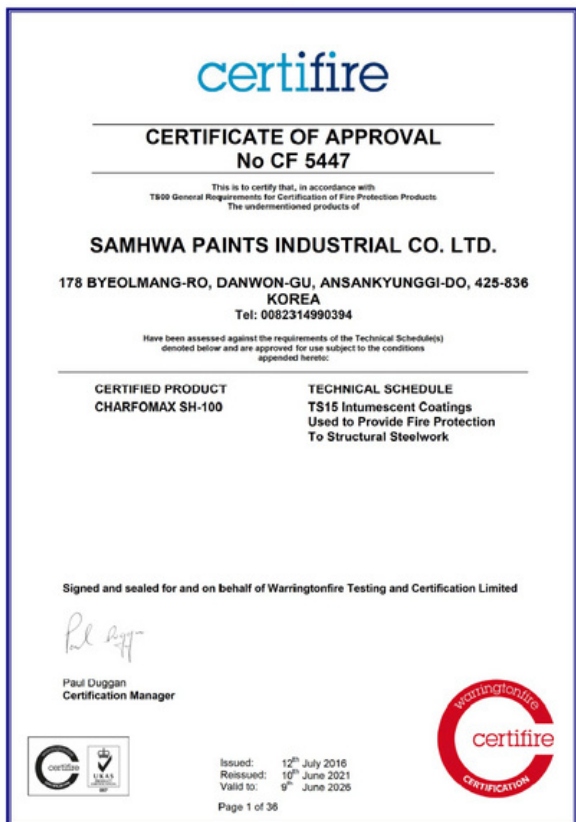 certifire
CERTIFICATE OF APPROVAL
No CF 5447
This is to certify that, in accordance with
TS00 General Requirements for Certification of Fire Protection Products
The undermentioned products of
SAMHWA PAINTS INDUSTRIAL CO. LTD.
178 BYEOLMANG-RO, DANWON-GU, ANSANKYUNGGI-DO, 425-836
KOREA
Tel: 0082314990394
Have been assessed against the requirements of the Technical Schedule(s)
denoted below and are approved for use subject to the conditions
appended hereto:
CERTIFIED PRODUCT
CHARFOMAX SH-100
TECHNICAL SCHEDULE
TS15 Intumescent Coatings
Used to Provide Fire Protection
To Structural Steelwork
Signed and sealed for and on behalf of Warringtonfire Testing and Certification Limited
Paul Duggan
Paul Duggan
Certification Manager
certifire
UKAS
Issued: 12th July 2016
Reissued: 10th June 2021
Valid to: 9th June 2026
Page 1 of 36
warringtonfire
certifire
CERTIFICATION